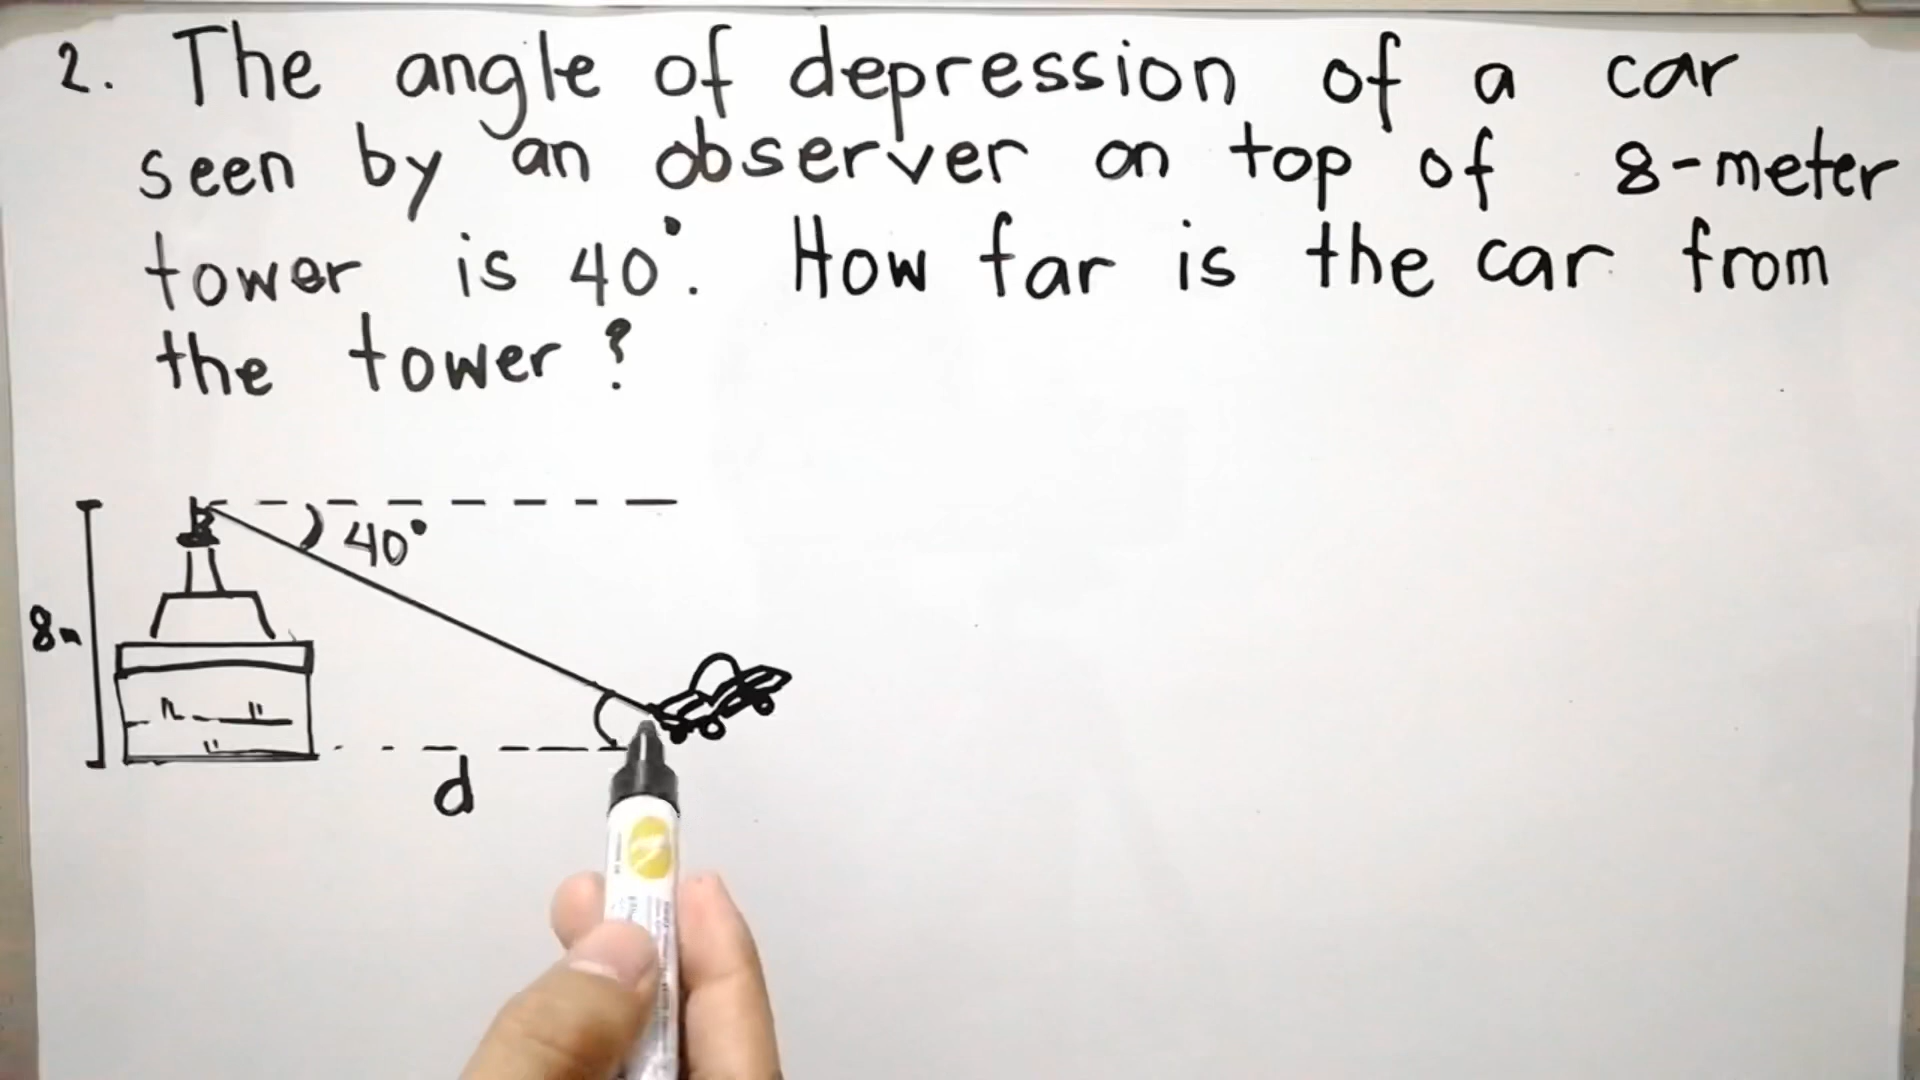 2. The angle of depression of a car
seen by an observer on top of 8-meter
tower is 40°. How far is the car from
the tower?
40°
8m
d